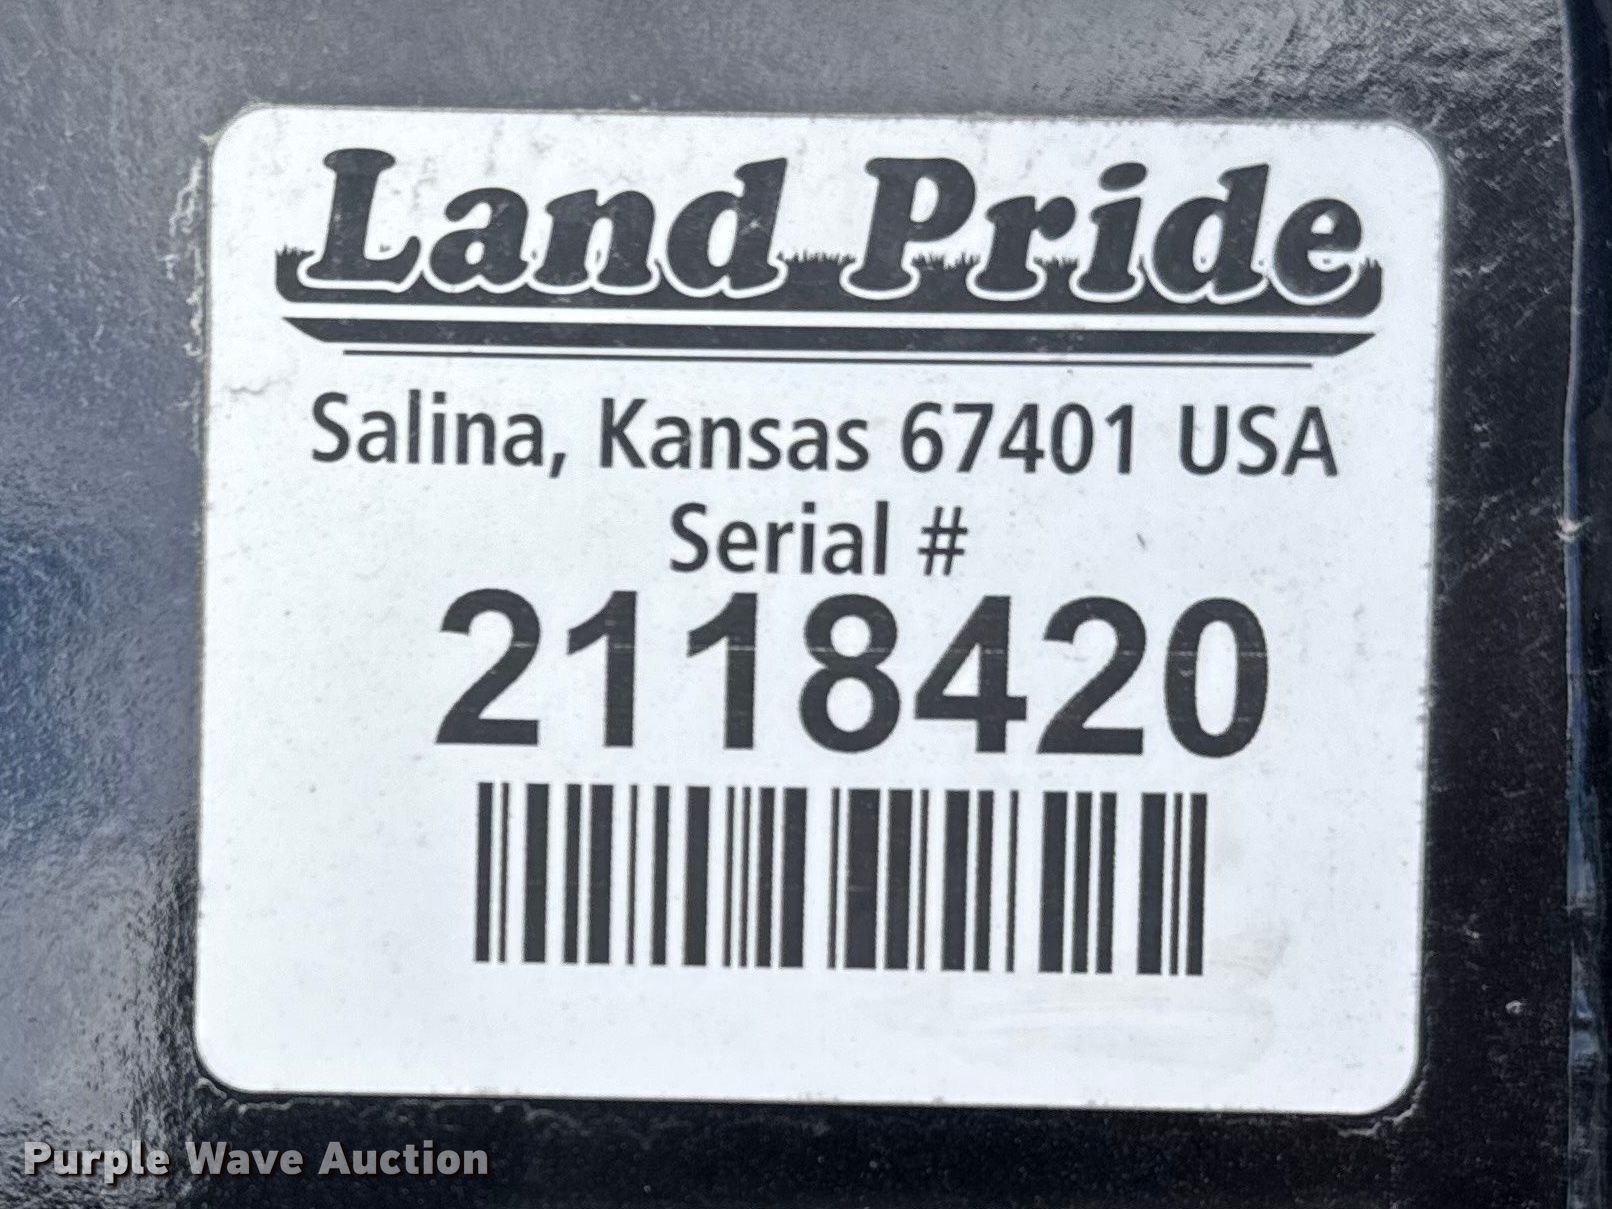 Land Pride
Salina, Kansas 67401 USA
Serial #
2118420
Purple Wave Auction